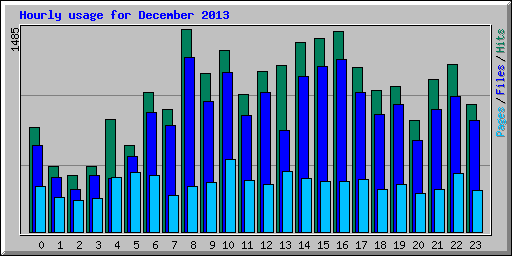 Hourly usage for December 2013
1485
Pages / Files / Hits
0 1 2 3 4 5 6 7 8 9 10 11 12 13 14 15 16 17 18 19 20 21 22 23